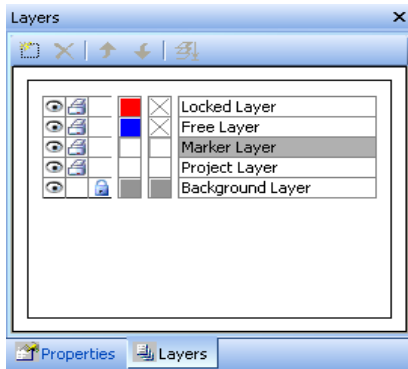 Layers
Locked Layer
Free Layer
Marker Layer
Project Layer
Background Layer
Properties Layers